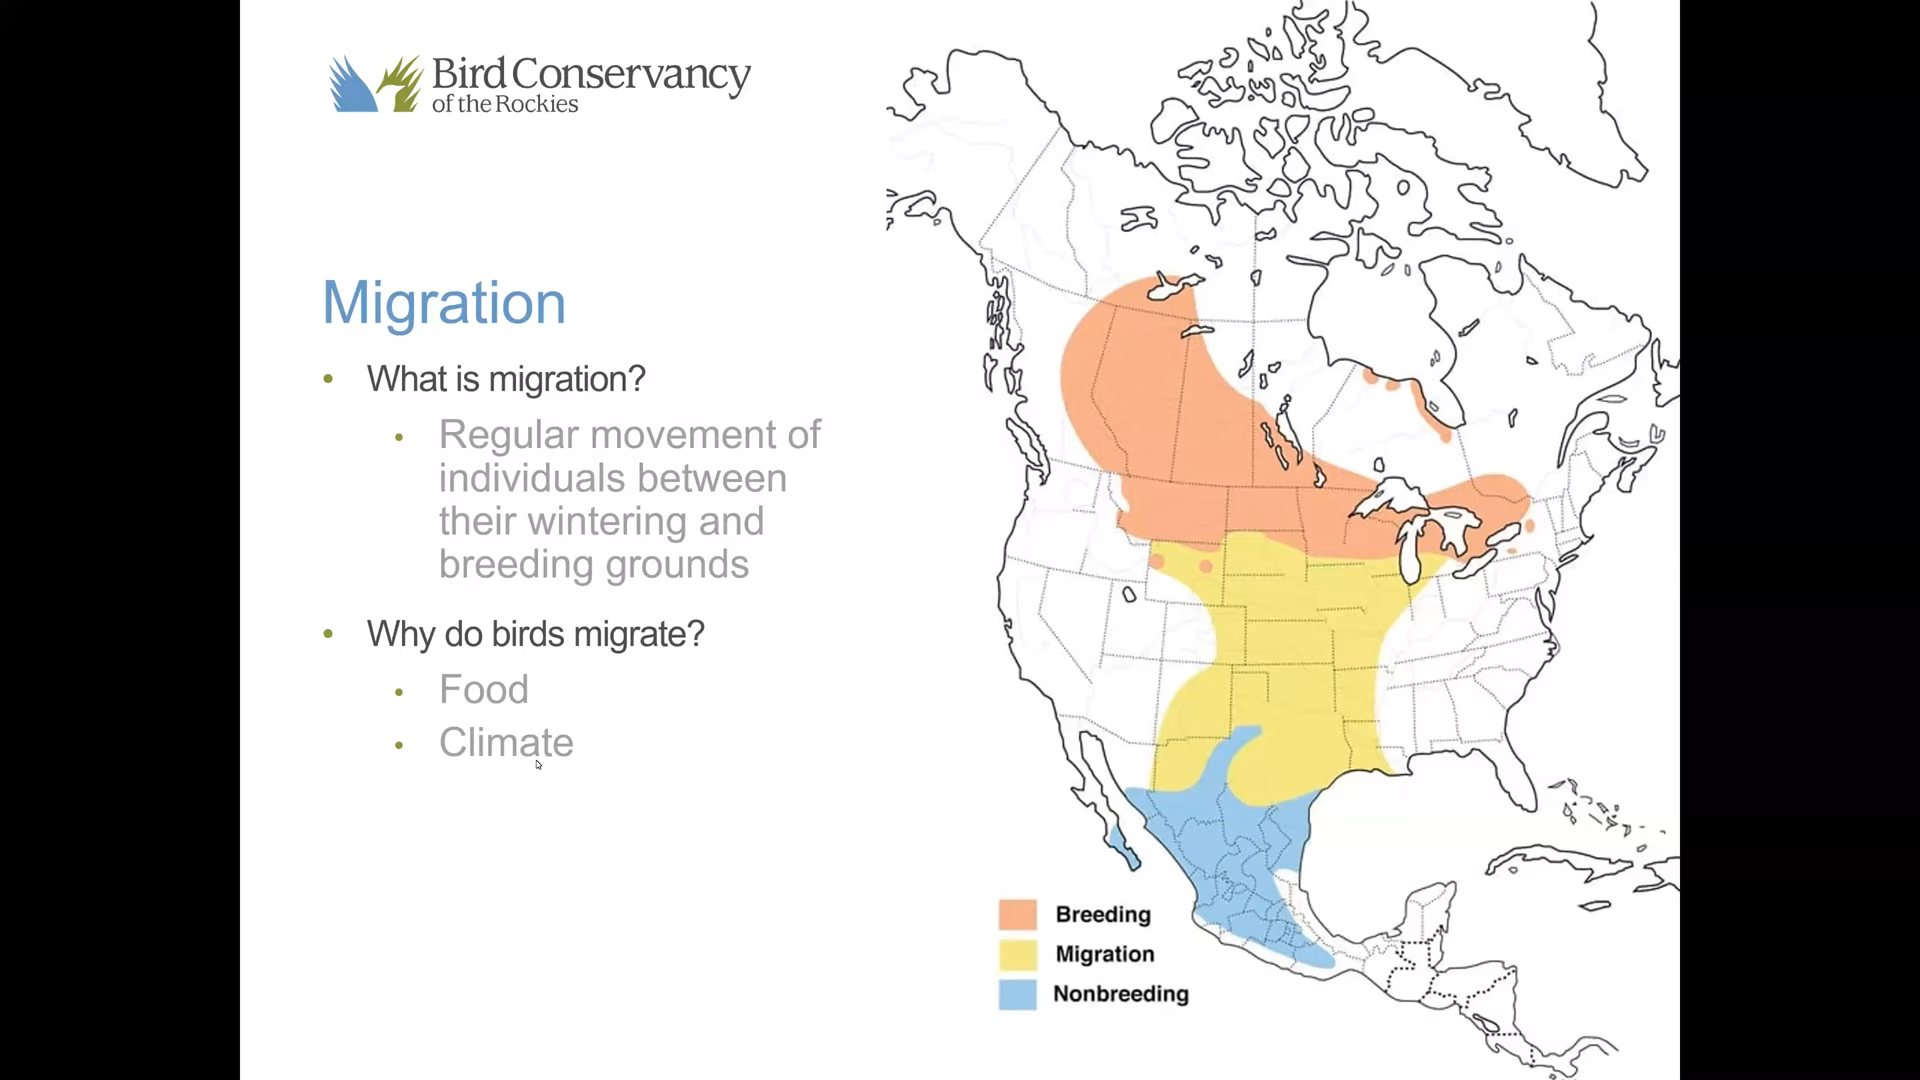 Bird Conservancy
of the Rockies
Migration
• What is migration?
• Regular movement of
individuals between
their wintering and
breeding grounds
• Why do birds migrate?
• Food
• Climate
Breeding
Migration
Nonbreeding